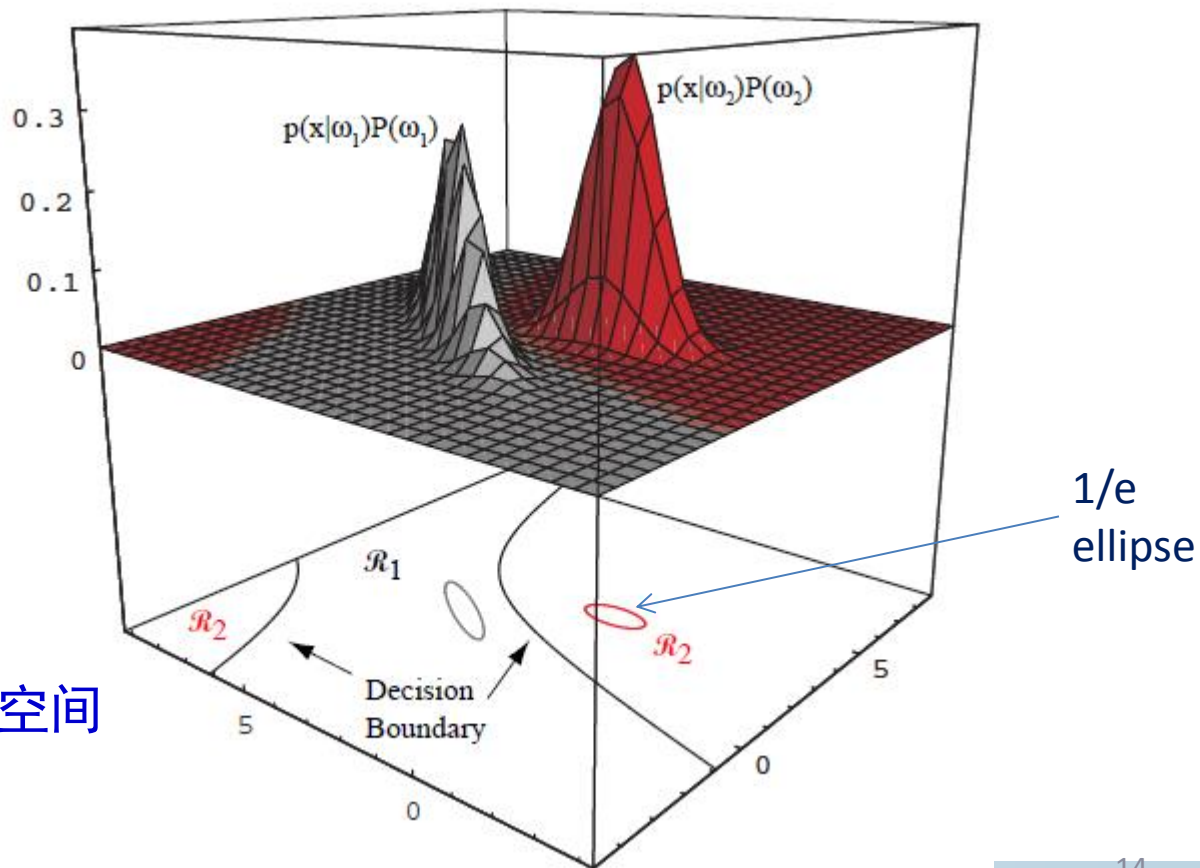 0.3
0.2
0.1
0
p(x|ω₁)P(ω₁)
p(x|ω₂)P(ω₂)
1/e
ellipse
ℛ₁
ℛ₂
ℛ₂
Decision
Boundary
空间
5
0
0
5
14